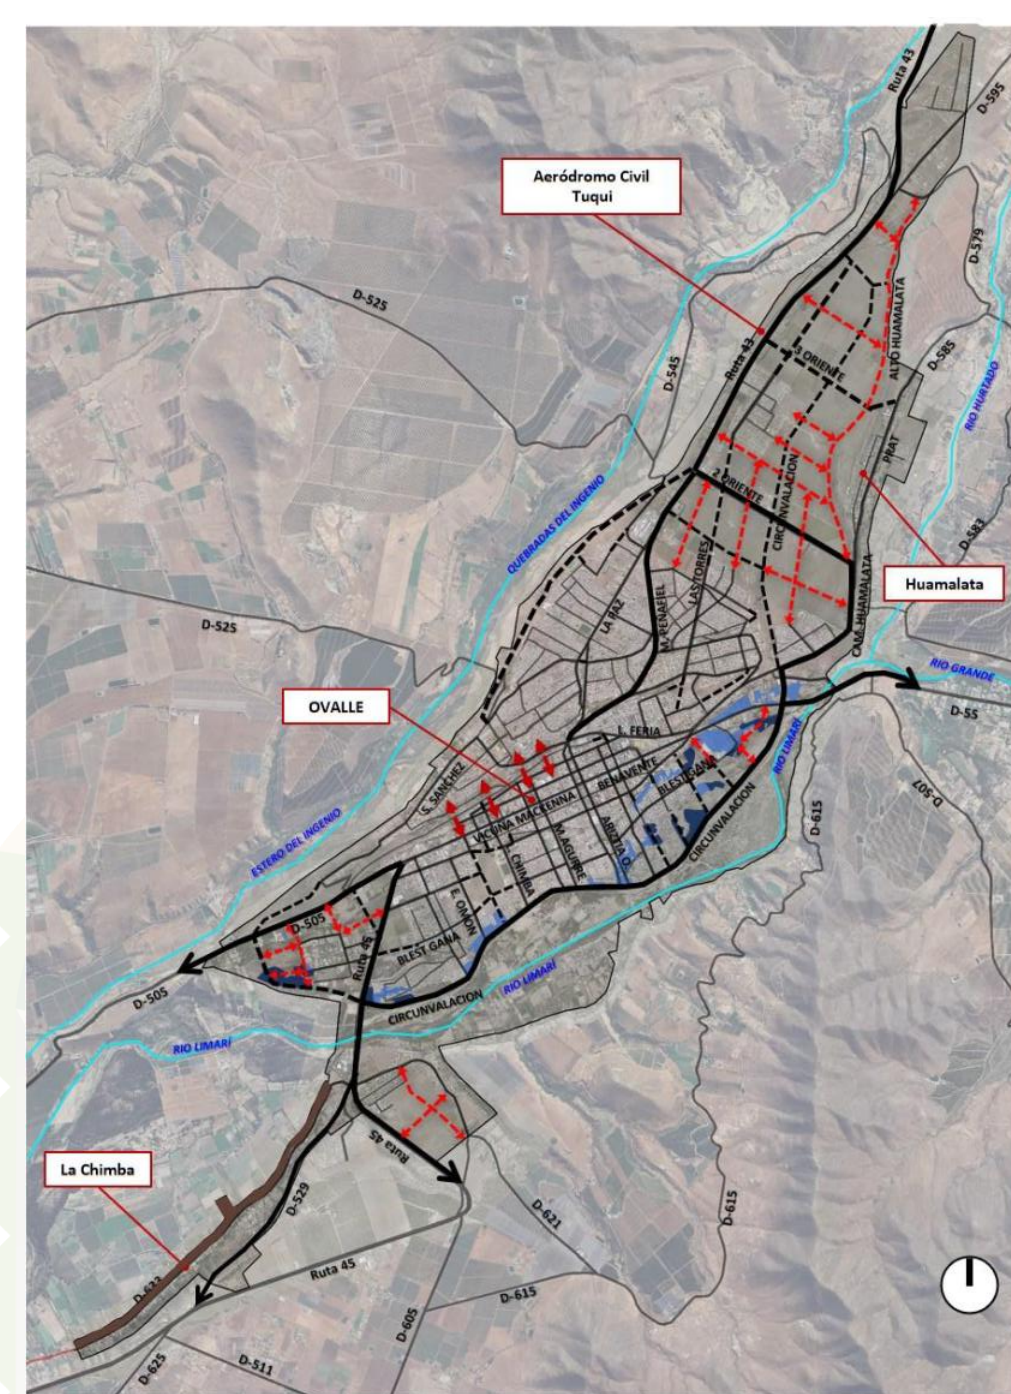 Ruta 43
D-595
Aeródromo Civil
Tuqui
D-579
D-525
ALTO HUAMALATA
D-545
Ruta 43
3 ORIENTE
D-585
RIO HURTADO
PRAT
2 ORIENTE
CIRCUNVALACION
QUEBRADAS DEL INGENIO
D-583
LAS TORRES
Huamalata
LA PAZ
M. PEÑAFIEL
CAM. HUAMALATA
D-525
RIO GRANDE
OVALLE
D-55
L. FERIA
RIO LIMARÍ
S. SANCHEZ
BENAVENTE
BLEST GANA
D-507
VICUÑA MACKENNA
CIRCUNVALACION
D-615
ARIZTIA O.
M. AGUIRRE
ESTERO DEL INGENIO
CHIMBA
E. OMON
D-505
Ruta 45
BLEST GANA
RIO LIMARÍ
D-505
CIRCUNVALACION
RIO LIMARÍ
Ruta 45
La Chimba
D-529
D-621
D-615
Ruta 45
D-615
D-605
D-625
D-511